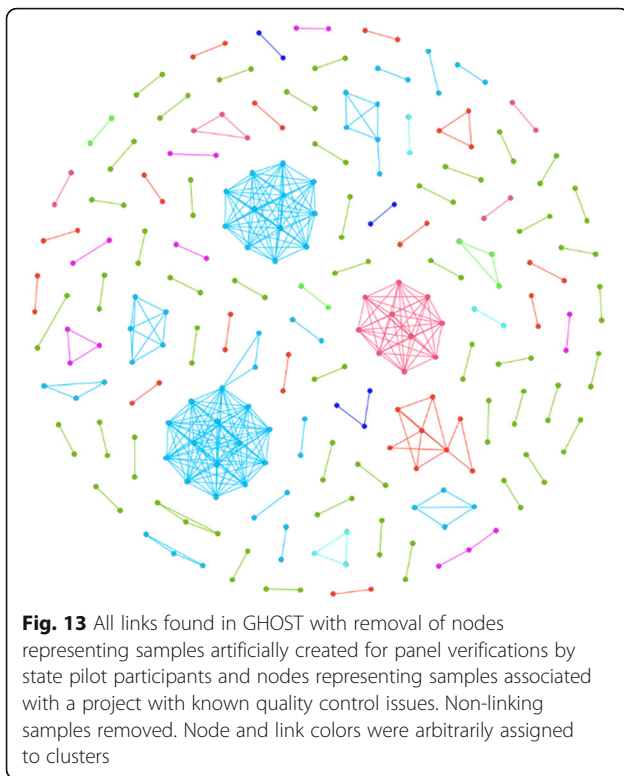 Fig. 13 All links found in GHOST with removal of nodes
representing samples artificially created for panel verifications by
state pilot participants and nodes representing samples associated
with a project with known quality control issues. Non-linking
samples removed. Node and link colors were arbitrarily assigned
to clusters